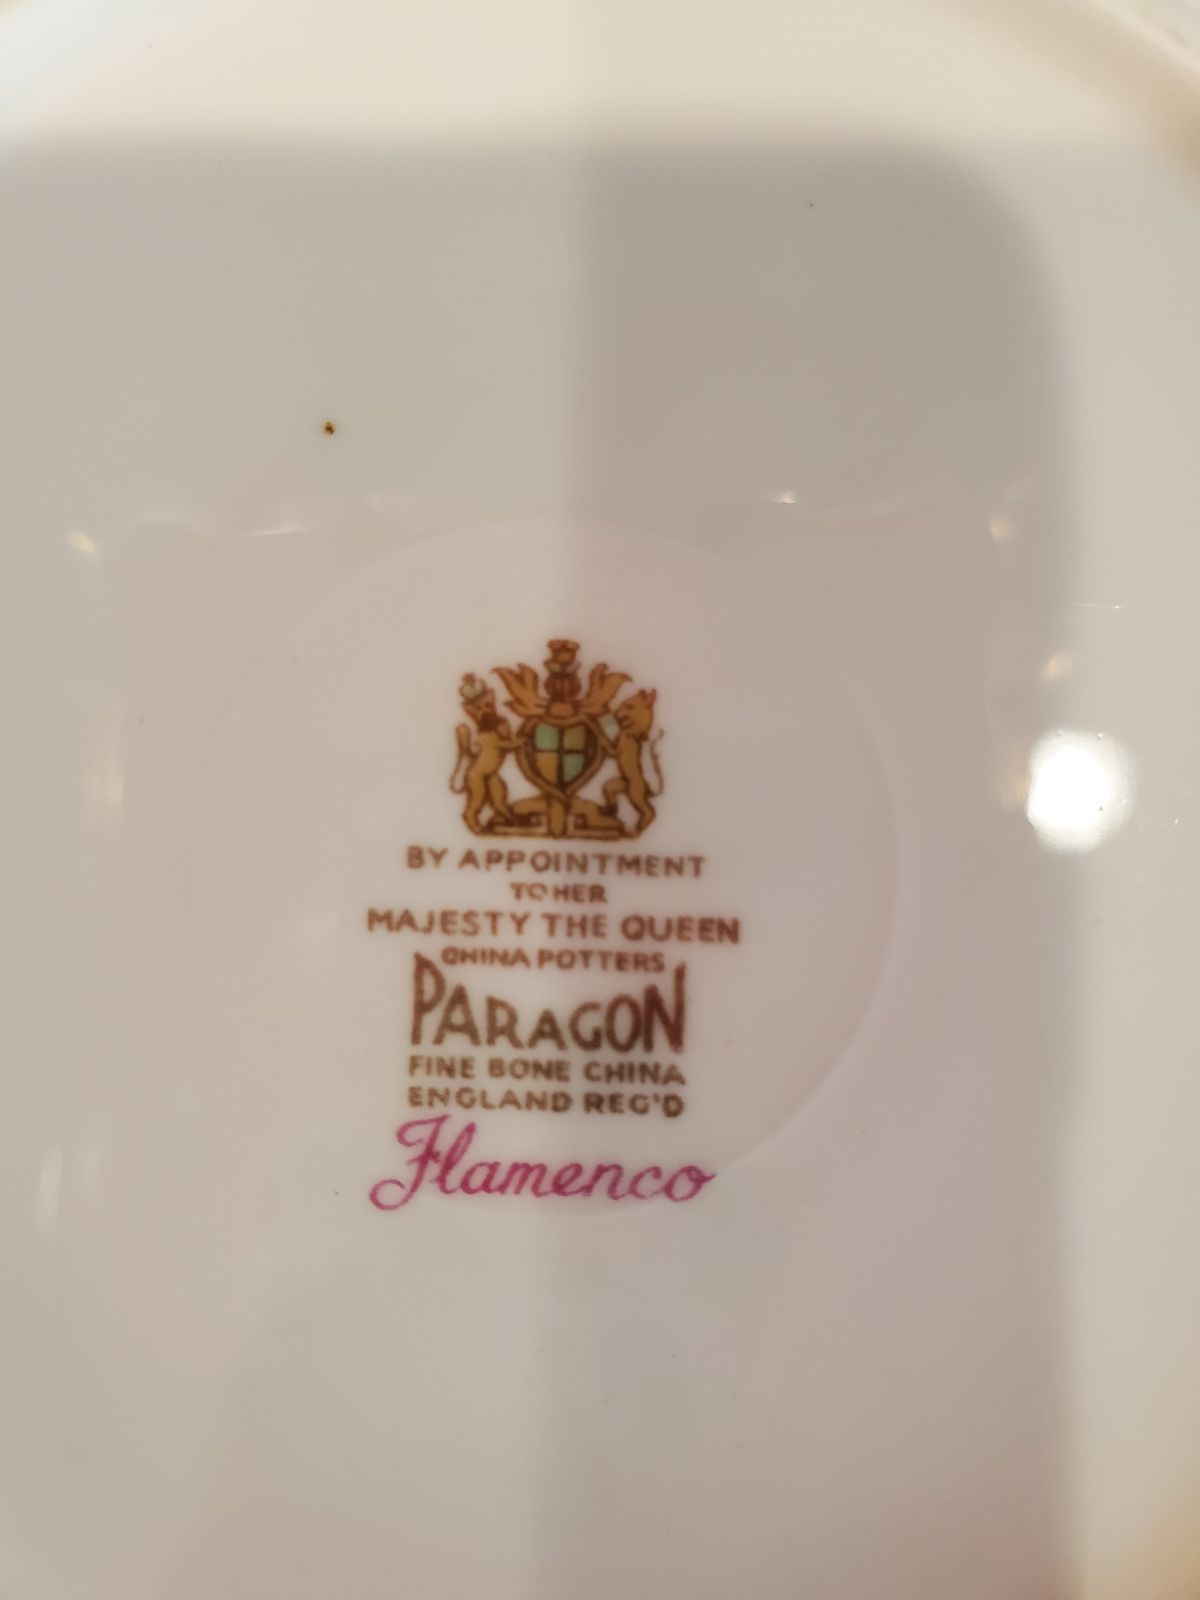 BY APPOINTMENT
TO HER
MAJESTY THE QUEEN
CHINA POTTERS
PARAGON
FINE BONE CHINA
ENGLAND REG'D
Flamenco